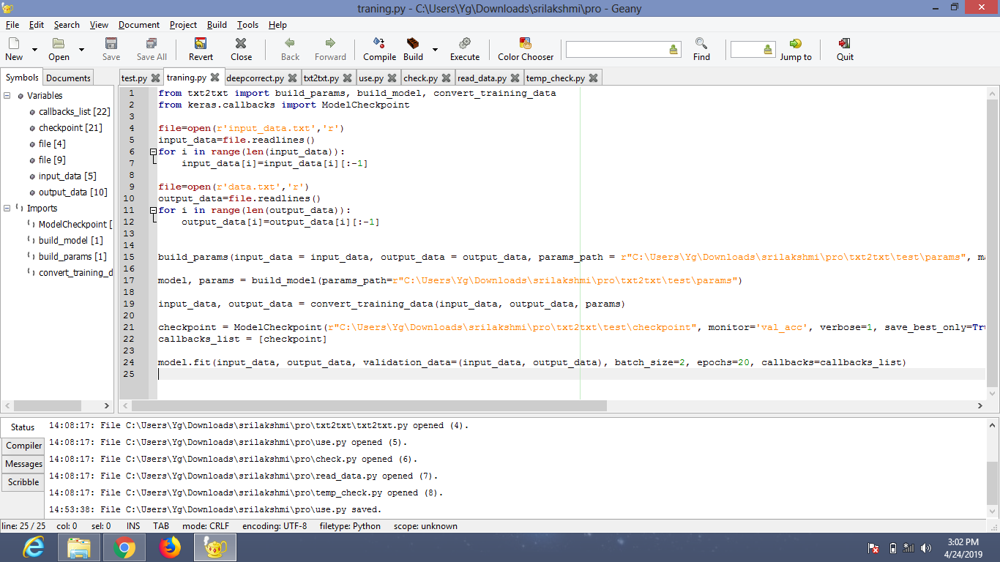 traning.py - C:\Users\Yg\Downloads\srilakshmi\pro - Geany
File Edit Search View Document Project Build Tools Help
New Open Save Save All Revert Close Back Forward Compile Build Execute Color Chooser Find Jump to Quit
Symbols Documents
test.py traning.py deepcorrect.py txt2txt.py use.py check.py read_data.py temp_check.py
Variables
callbacks_list [22]
checkpoint [21]
file [4]
file [9]
input_data [5]
output_data [10]
Imports
ModelCheckpoint [
build_model [1]
build_params [1]
convert_training_d
1 from txt2txt import build_params, build_model, convert_training_data
2 from keras.callbacks import ModelCheckpoint
3
4 file=open(r'input_data.txt','r')
5 input_data=file.readlines()
6 for i in range(len(input_data)):
7 input_data[i]=input_data[i][:-1]
8
9 file=open(r'data.txt','r')
10 output_data=file.readlines()
11 for i in range(len(output_data)):
12 output_data[i]=output_data[i][:-1]
13
14
15 build_params(input_data = input_data, output_data = output_data, params_path = r"C:\Users\Yg\Downloads\srilakshmi\pro\txt2txt\test\params", ma
16
17 model, params = build_model(params_path=r"C:\Users\Yg\Downloads\srilakshmi\pro\txt2txt\test\params")
18
19 input_data, output_data = convert_training_data(input_data, output_data, params)
20
21 checkpoint = ModelCheckpoint(r"C:\Users\Yg\Downloads\srilakshmi\pro\txt2txt\test\checkpoint", monitor='val_acc', verbose=1, save_best_only=Tru
22 callbacks_list = [checkpoint]
23
24 model.fit(input_data, output_data, validation_data=(input_data, output_data), batch_size=2, epochs=20, callbacks=callbacks_list)
25
Status
Compiler
Messages
Scribble
14:08:17: File C:\Users\Yg\Downloads\srilakshmi\pro\txt2txt\txt2txt.py opened (4).
14:08:17: File C:\Users\Yg\Downloads\srilakshmi\pro\use.py opened (5).
14:08:17: File C:\Users\Yg\Downloads\srilakshmi\pro\check.py opened (6).
14:08:17: File C:\Users\Yg\Downloads\srilakshmi\pro\read_data.py opened (7).
14:08:17: File C:\Users\Yg\Downloads\srilakshmi\pro\temp_check.py opened (8).
14:53:38: File C:\Users\Yg\Downloads\srilakshmi\pro\use.py saved.
line: 25 / 25 col: 0 sel: 0 INS TAB mode: CRLF encoding: UTF-8 filetype: Python scope: unknown
3:02 PM
4/24/2019